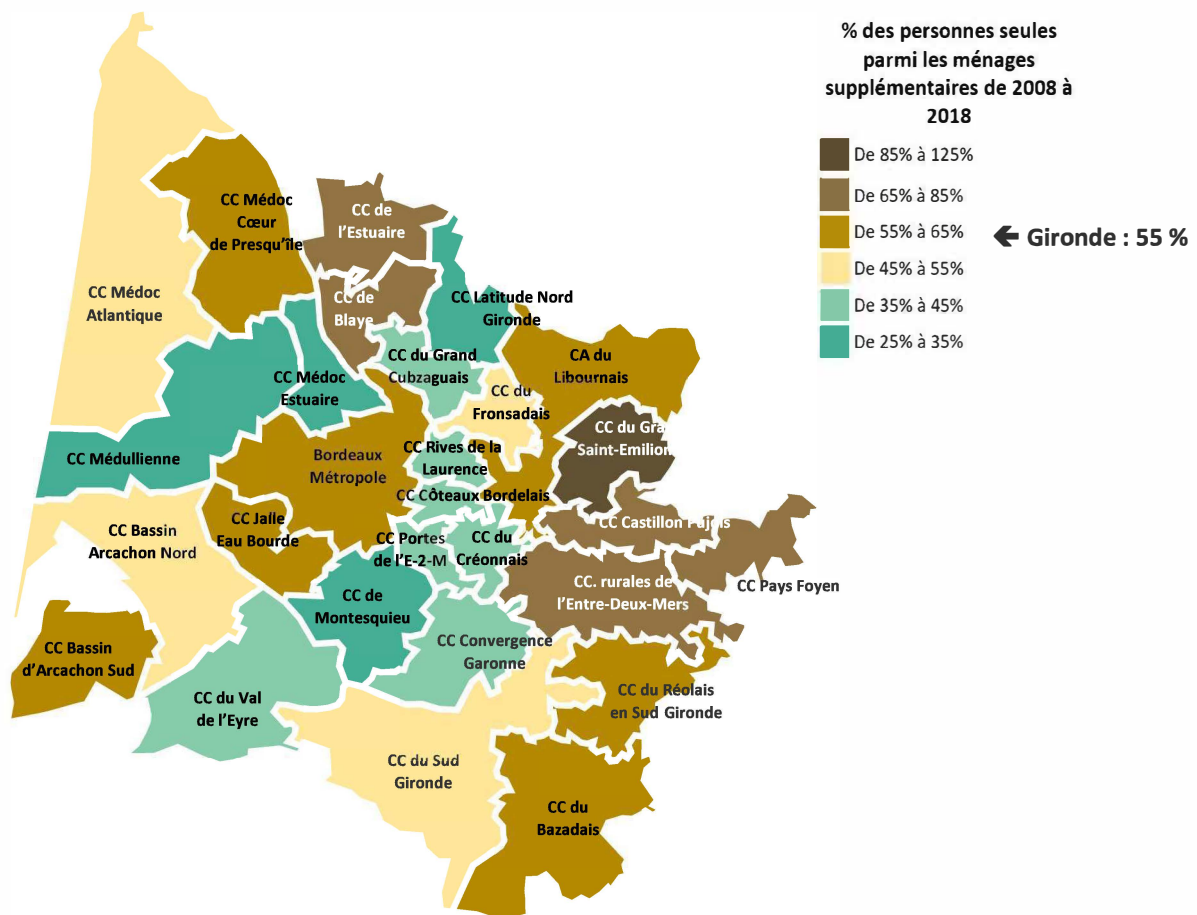 % des personnes seules
parmi les ménages
supplémentaires de 2008 à
2018
De 85% à 125%
De 65% à 85%
De 55% à 65%
De 45% à 55%
De 35% à 45%
De 25% à 35%
Gironde : 55 %
CC Médoc
Cœur
de Presqu'île
CC de
l'Estuaire
CC Médoc
Atlantique
CC de
Blaye
CC Latitude Nord
Gironde
CC du Grand
Cubzaguais
CA du
Libournais
CC Médoc
Estuaire
CC du
Fronsadais
CC du Gra
Saint-Emilion
CC Médullienne
Bordeaux
Métropole
CC Rives de la
Laurence
CC Côteaux Bordelais
CC Jalle
Eau Bourde
CC Bassin
Arcachon Nord
CC Portes
de l'E-2-M
CC du
Créonnais
CC Castillon Pujols
CC Pays Foyen
CC. rurales de
l'Entre-Deux-Mers
CC de
Montesquieu
CC Bassin
d'Arcachon Sud
CC Convergence
Garonne
CC du Val
de l'Eyre
CC du Réolais
en Sud Gironde
CC du Sud
Gironde
CC du
Bazadais